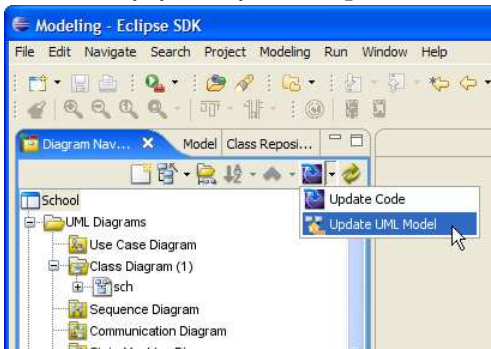 Modeling - Eclipse SDK
File Edit Navigate Search Project Modeling Run Window Help
Diagram Nav... Model Class Reposi...
School
Update Code
UML Diagrams
Update UML Model
Use Case Diagram
Class Diagram (1)
sch
Sequence Diagram
Communication Diagram